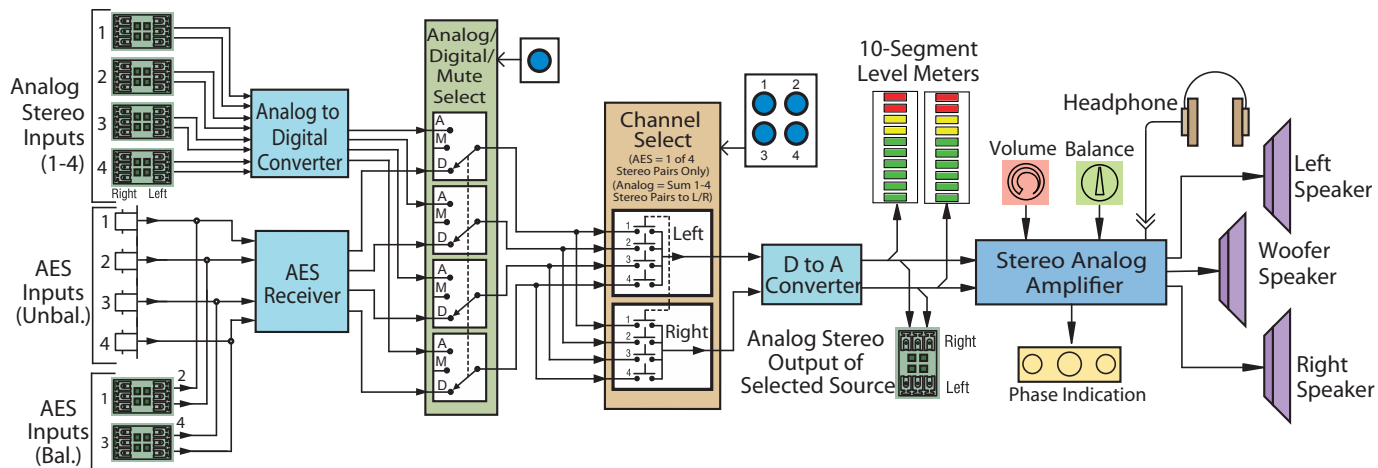 Analog
Stereo
Inputs
(1-4)
1
2
3
4
Right Left
AES
Inputs
(Unbal.)
1
2
3
4
AES
Inputs
(Bal.)
2
1
4
3
Analog to
Digital
Converter
AES
Receiver
Analog/
Digital/
Mute
Select
A
M
D
A
M
D
A
M
D
A
M
D
Channel
Select
(AES = 1 of 4
Stereo Pairs Only)
(Analog = Sum 1-4
Stereo Pairs to L/R)
1
2
3
4
Left
1
2
3
4
Right
1 2
3 4
10-Segment
Level Meters
D to A
Converter
Analog Stereo
Output of
Selected Source
Right
Left
Headphone
Volume
Balance
Stereo Analog
Amplifier
Phase Indication
Left
Speaker
Woofer
Speaker
Right
Speaker